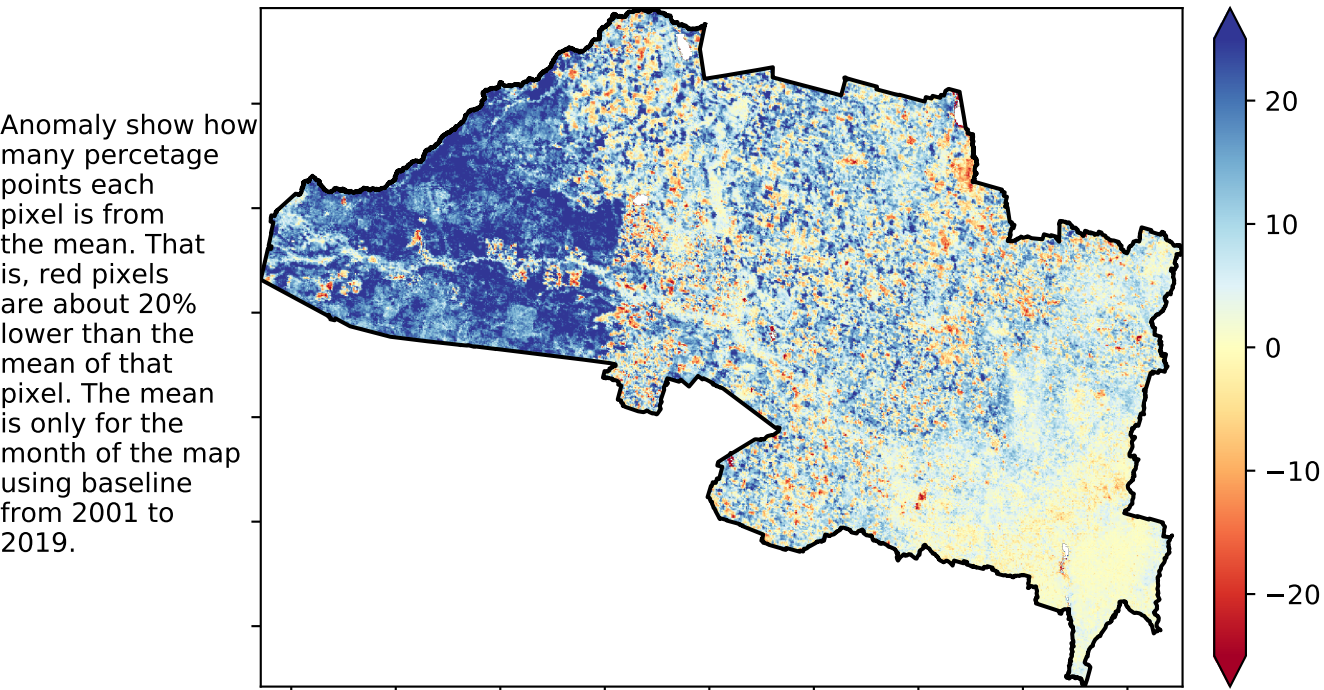 Anomaly show how
many percetage
points each
pixel is from
the mean. That
is, red pixels
are about 20%
lower than the
mean of that
pixel. The mean
is only for the
month of the map
using baseline
from 2001 to
2019.
20
10
0
−10
−20